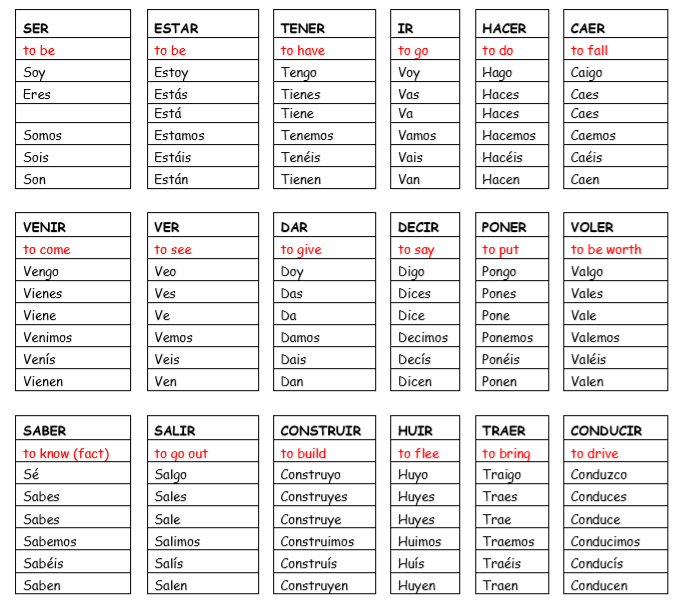 SER ESTAR TENER IR HACER CAER
to be to be to have to go to do to fall
Soy Estoy Tengo Voy Hago Caigo
Eres Estás Tienes Vas Haces Caes
Está Tiene Va Haces Caes
Somos Estamos Tenemos Vamos Hacemos Caemos
Sois Estáis Tenéis Vais Hacéis Caéis
Son Están Tienen Van Hacen Caen
VENIR VER DAR DECIR PONER VOLER
to come to see to give to say to put to be worth
Vengo Veo Doy Digo Pongo Valgo
Vienes Ves Das Dices Pones Vales
Viene Ve Da Dice Pone Vale
Venimos Vemos Damos Decimos Ponemos Valemos
Venís Veis Dais Decís Ponéis Valéis
Vienen Ven Dan Dicen Ponen Valen
SABER SALIR CONSTRUIR HUIR TRAER CONDUCIR
to know (fact) to go out to build to flee to bring to drive
Sé Salgo Construyo Huyo Traigo Conduzco
Sabes Sales Construyes Huyes Traes Conduces
Sabes Sale Construye Huyes Trae Conduce
Sabemos Salimos Construimos Huimos Traemos Conducimos
Sabéis Salís Construís Huís Traéis Conducís
Saben Salen Construyen Huyen Traen Conducen